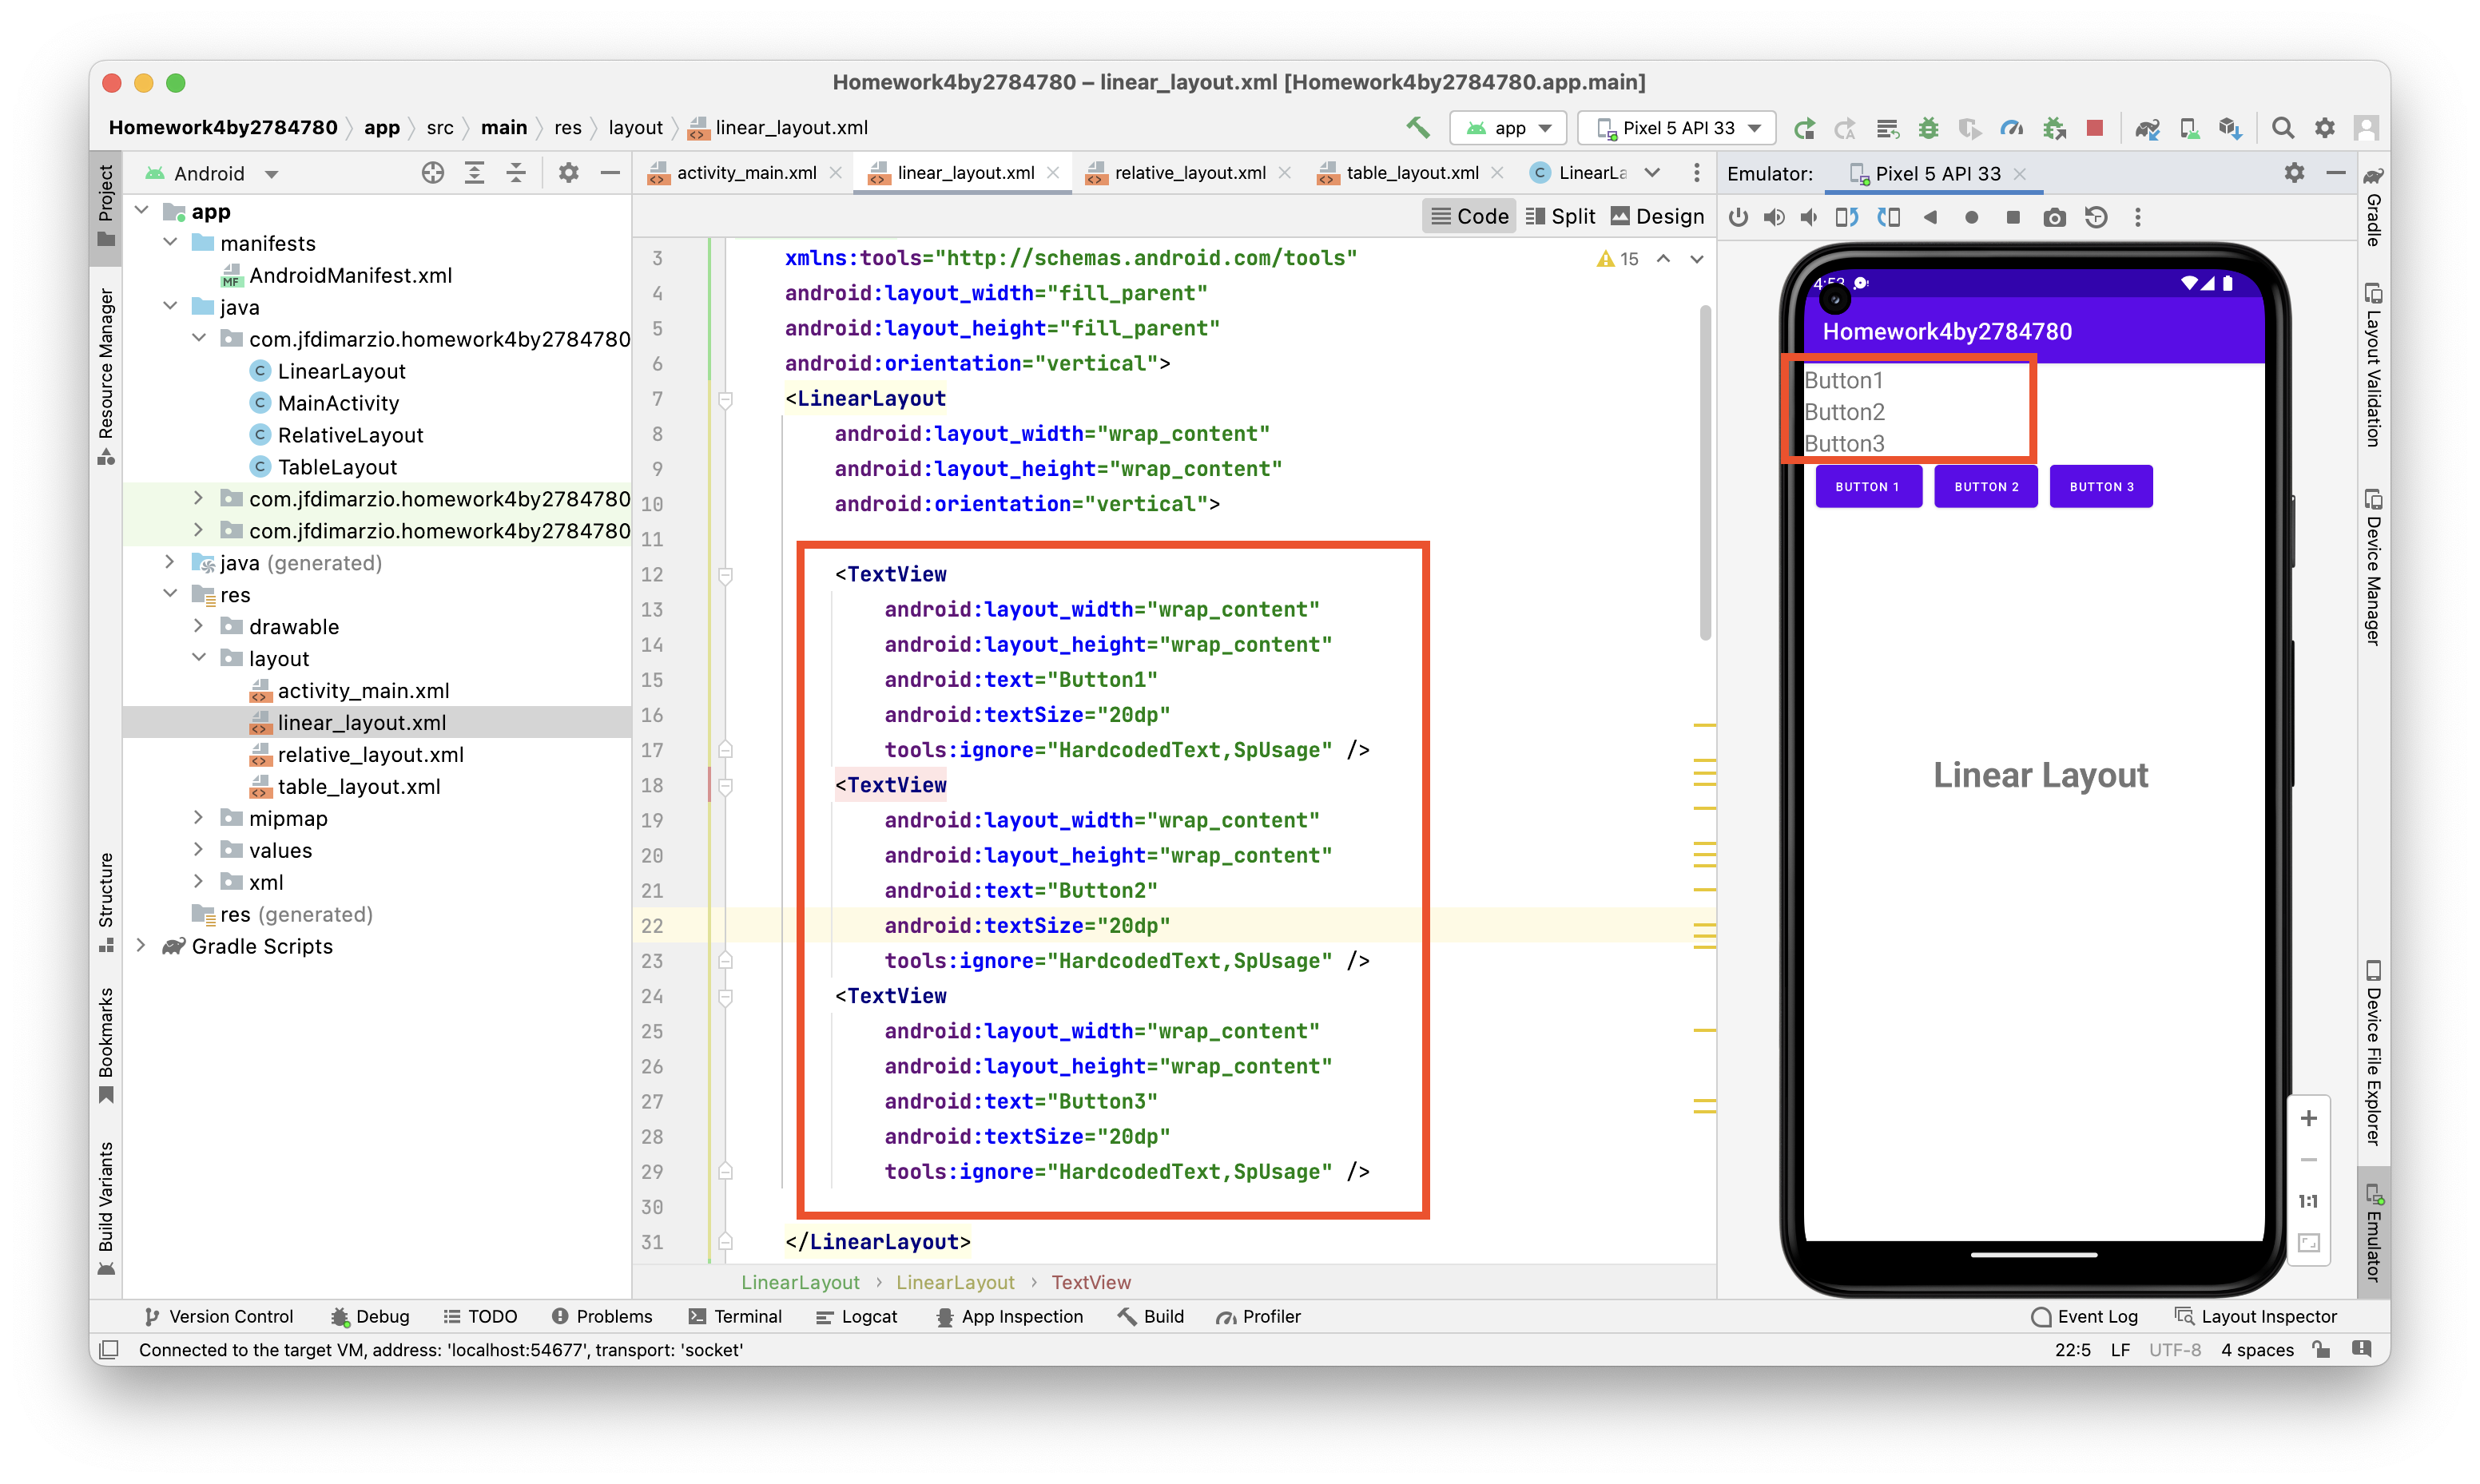 Homework4by2784780 – linear_layout.xml [Homework4by2784780.app.main]
Homework4by2784780 app src main res layout linear_layout.xml
app Pixel 5 API 33
Project
Resource Manager
Structure
Bookmarks
Build Variants
Android
app
manifests
AndroidManifest.xml
java
com.jfdimarzio.homework4by2784780
LinearLayout
MainActivity
RelativeLayout
TableLayout
com.jfdimarzio.homework4by2784780
com.jfdimarzio.homework4by2784780
java (generated)
res
drawable
layout
activity_main.xml
linear_layout.xml
relative_layout.xml
table_layout.xml
mipmap
values
xml
res (generated)
Gradle Scripts
activity_main.xml linear_layout.xml relative_layout.xml table_layout.xml LinearLa
Code Split Design
15
3 xmlns:tools="http://schemas.android.com/tools"
4 android:layout_width="fill_parent"
5 android:layout_height="fill_parent"
6 android:orientation="vertical">
7 <LinearLayout
8 android:layout_width="wrap_content"
9 android:layout_height="wrap_content"
10 android:orientation="vertical">
11
12 <TextView
13 android:layout_width="wrap_content"
14 android:layout_height="wrap_content"
15 android:text="Button1"
16 android:textSize="20dp"
17 tools:ignore="HardcodedText,SpUsage" />
18 <TextView
19 android:layout_width="wrap_content"
20 android:layout_height="wrap_content"
21 android:text="Button2"
22 android:textSize="20dp"
23 tools:ignore="HardcodedText,SpUsage" />
24 <TextView
25 android:layout_width="wrap_content"
26 android:layout_height="wrap_content"
27 android:text="Button3"
28 android:textSize="20dp"
29 tools:ignore="HardcodedText,SpUsage" />
30
31 </LinearLayout>
LinearLayout › LinearLayout › TextView
Emulator: Pixel 5 API 33
Homework4by2784780
Button1
Button2
Button3
BUTTON 1 BUTTON 2 BUTTON 3
Linear Layout
1:1
Gradle
Layout Validation
Device Manager
Device File Explorer
Emulator
Version Control Debug TODO Problems Terminal Logcat App Inspection Build Profiler Event Log Layout Inspector
Connected to the target VM, address: 'localhost:54677', transport: 'socket' 22:5 LF UTF-8 4 spaces